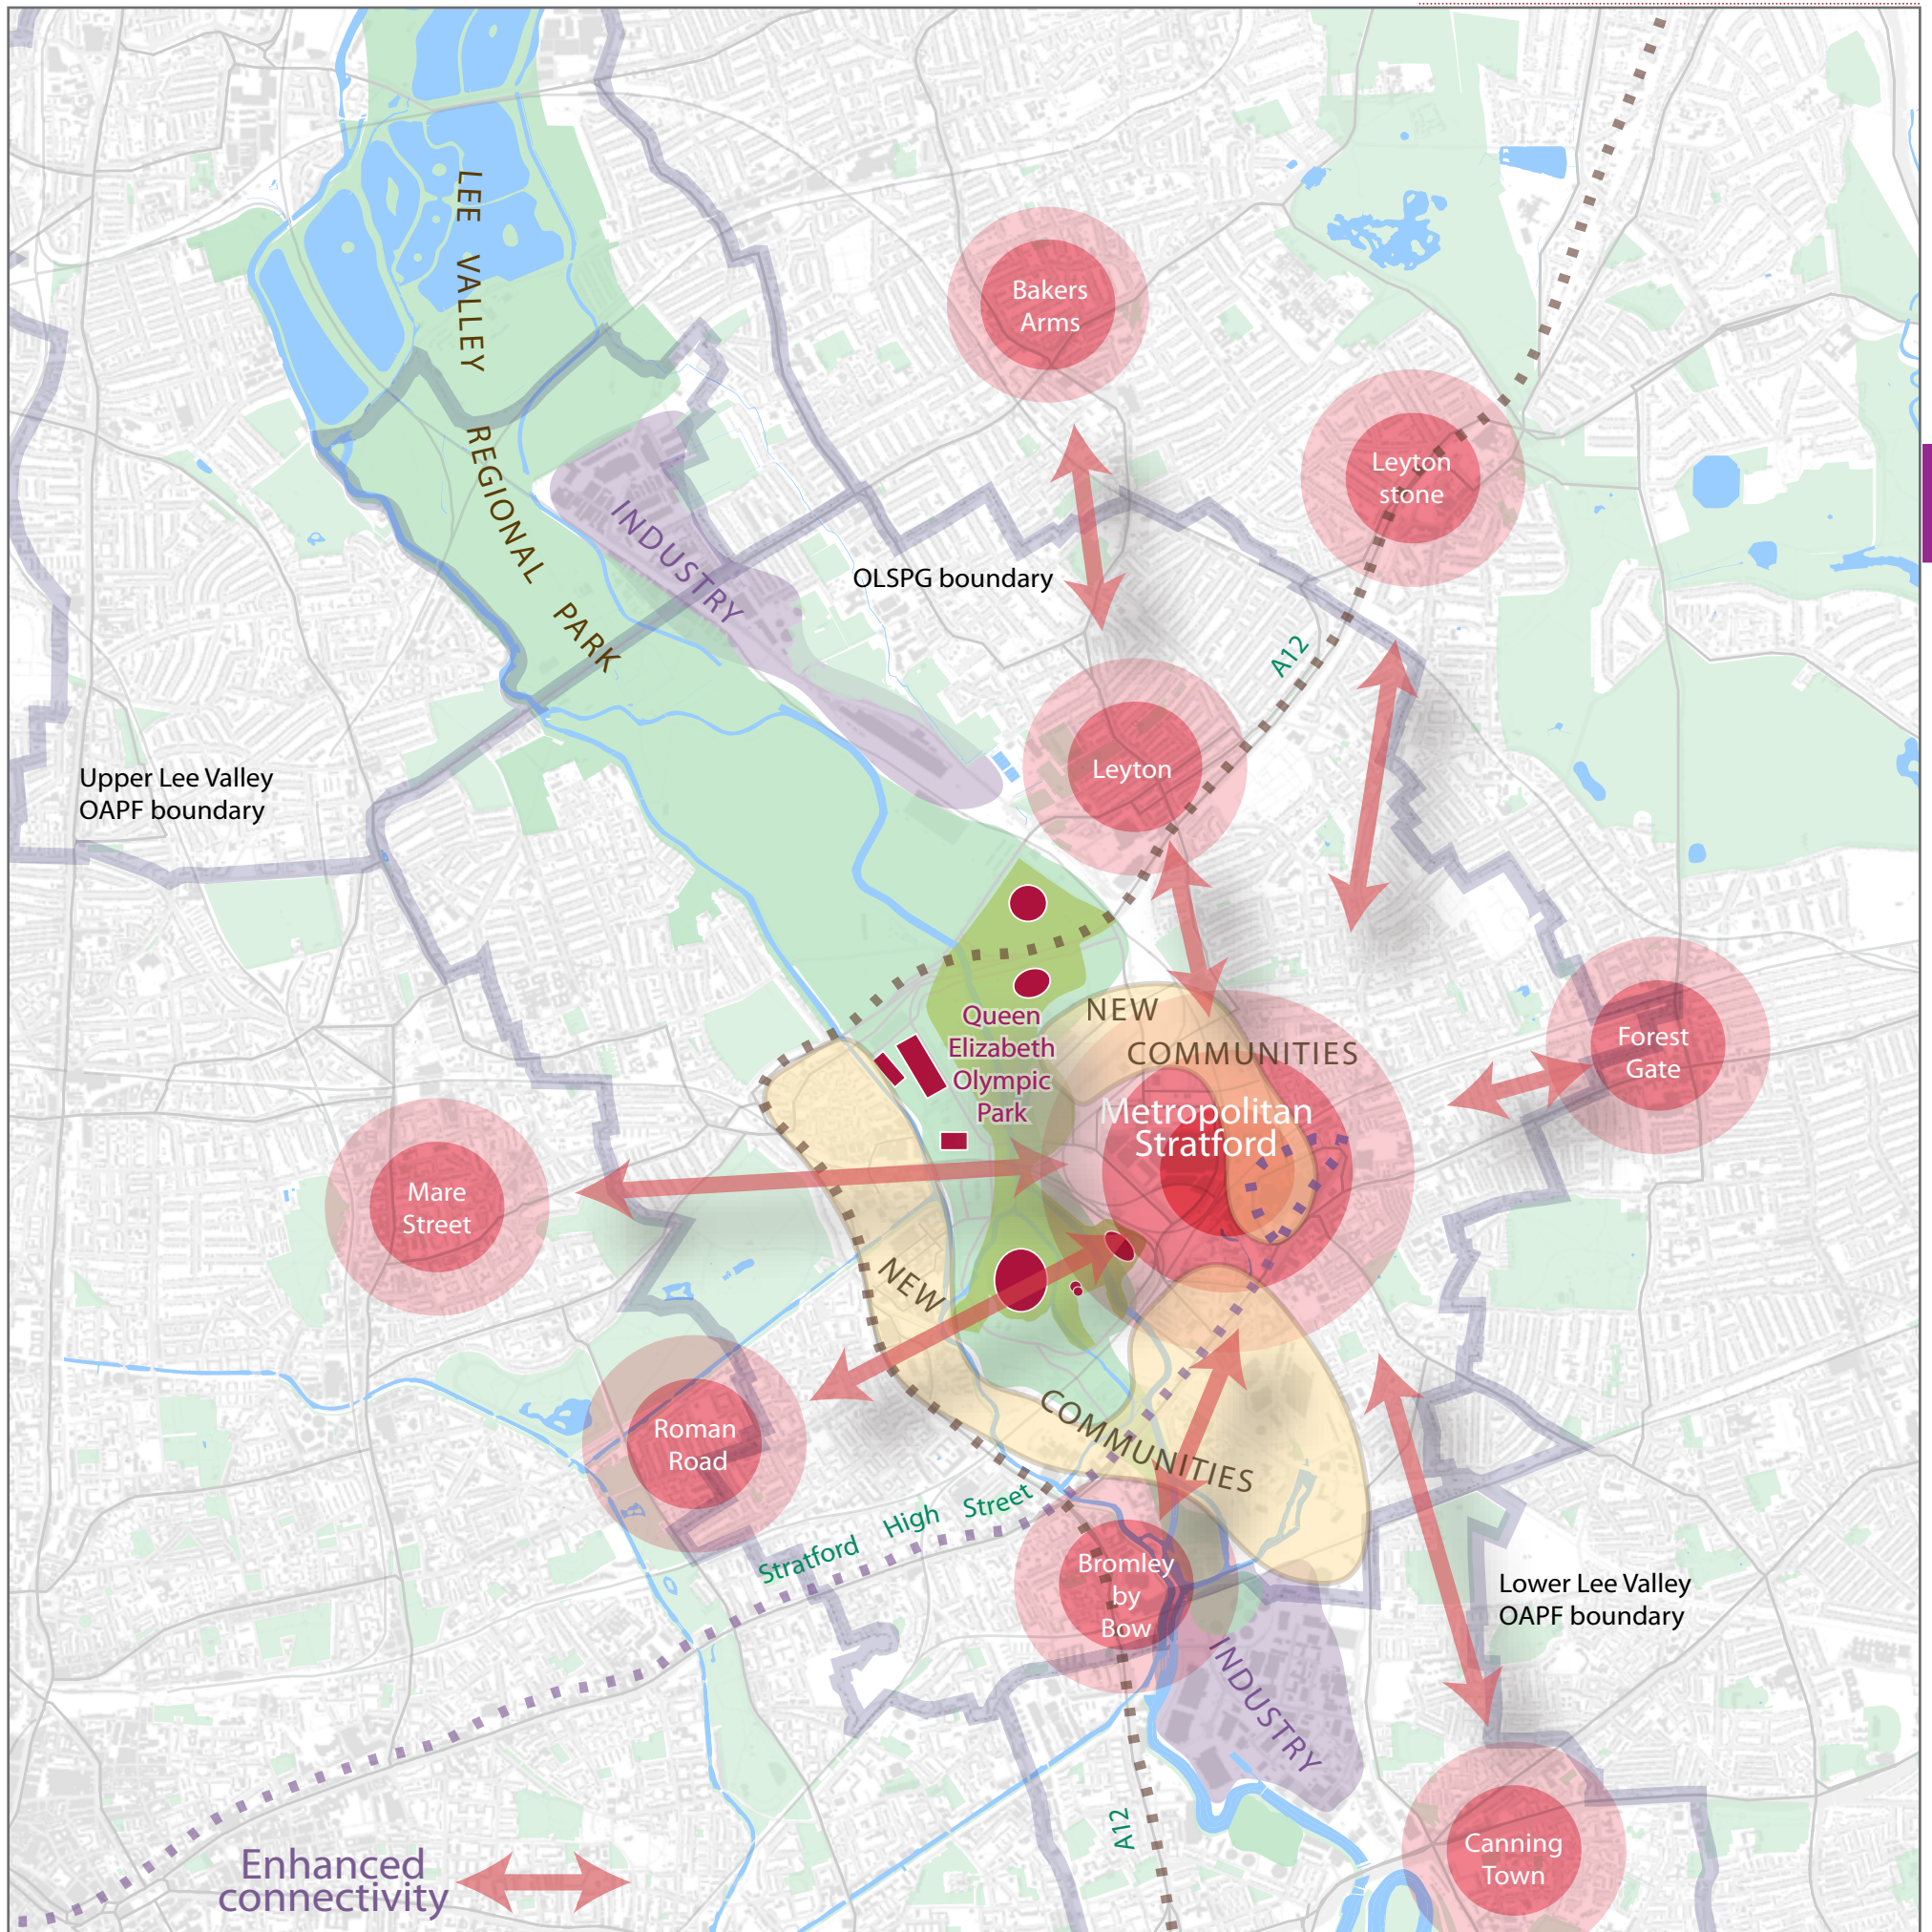 LEE VALLEY REGIONAL PARK
Bakers
Arms
Leyton
stone
INDUSTRY
OLSPG boundary
A12
Leyton
Upper Lee Valley
OAPF boundary
NEW
COMMUNITIES
Queen
Elizabeth
Olympic
Park
Forest
Gate
Metropolitan
Stratford
Mare
Street
NEW
COMMUNITIES
Roman
Road
Stratford High Street
Bromley
by
Bow
Lower Lee Valley
OAPF boundary
INDUSTRY
A12
Canning
Town
Enhanced
connectivity